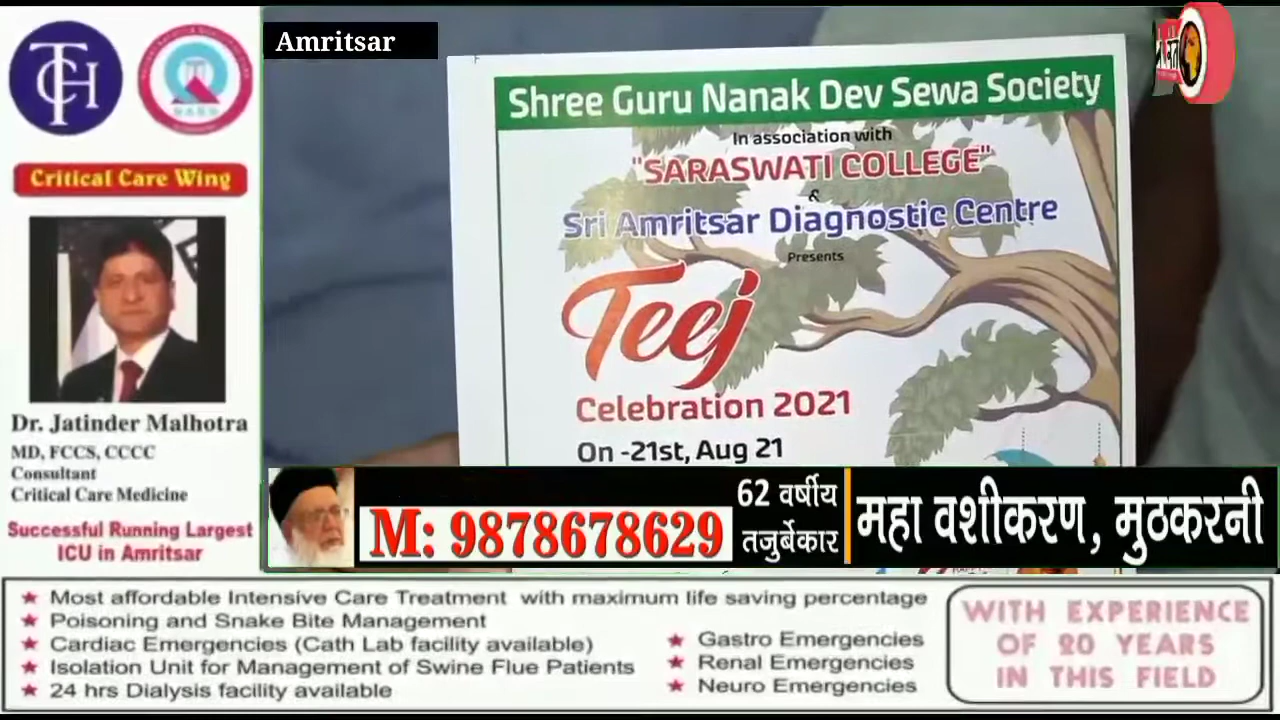 Amritsar
TCH
Critical Care Wing
Dr. Jatinder Malhotra
MD, FCCS, CCCC
Consultant
Critical Care Medicine
Successful Running Largest
ICU in Amritsar
Shree Guru Nanak Dev Sewa Society
In association with
"SARASWATI COLLEGE"
&
Sri Amritsar Diagnostic Centre
Presents
Teej
Celebration 2021
On -21st, Aug 21
M: 9878678629
62 वर्षीय
तजुर्बेकार
महा वशीकरण, मुठकरनी
★ Most affordable Intensive Care Treatment with maximum life saving percentage
★ Poisoning and Snake Bite Management
★ Cardiac Emergencies (Cath Lab facility available)
★ Isolation Unit for Management of Swine Flue Patients
★ 24 hrs Dialysis facility available
★ Gastro Emergencies
★ Renal Emergencies
★ Neuro Emergencies
WITH EXPERIENCE
OF 20 YEARS
IN THIS FIELD